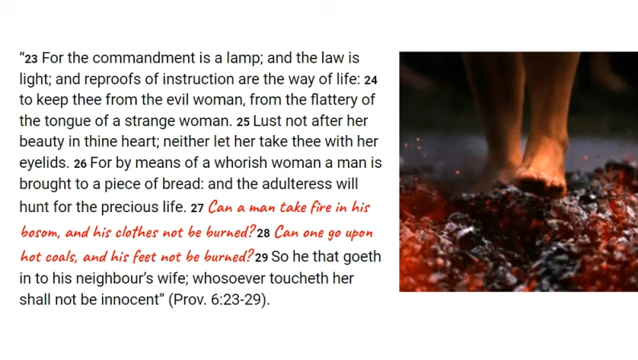 “23 For the commandment is a lamp; and the law is
light; and reproofs of instruction are the way of life: 24
to keep thee from the evil woman, from the flattery of
the tongue of a strange woman. 25 Lust not after her
beauty in thine heart; neither let her take thee with her
eyelids. 26 For by means of a whorish woman a man is
brought to a piece of bread: and the adulteress will
hunt for the precious life. 27 Can a man take fire in his
bosom, and his clothes not be burned? 28 Can one go upon
hot coals, and his feet not be burned? 29 So he that goeth
in to his neighbour's wife; whosoever toucheth her
shall not be innocent” (Prov. 6:23-29).